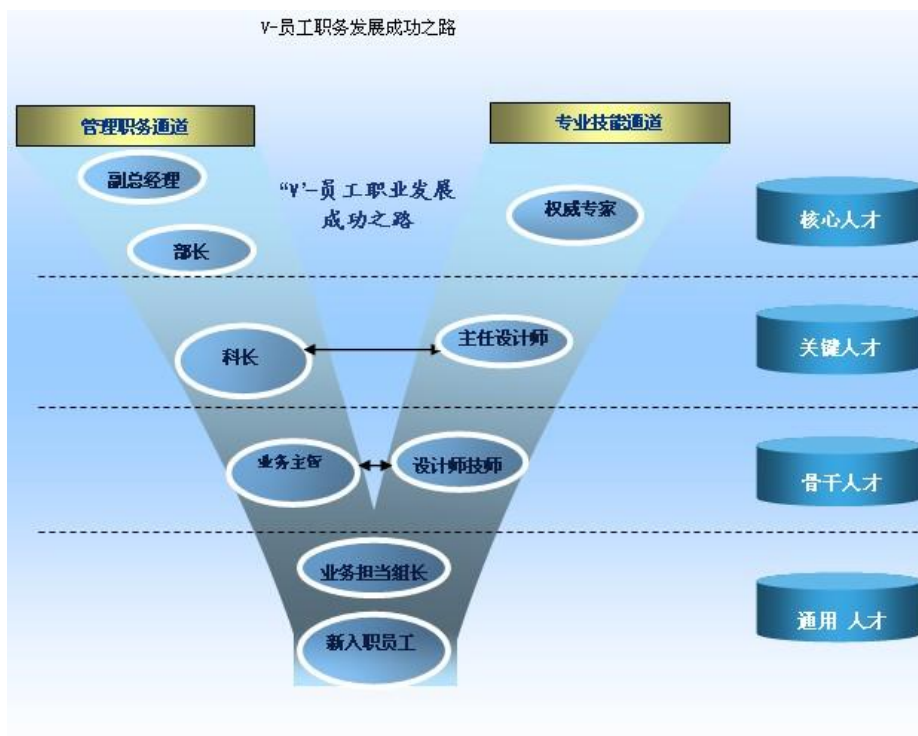 V-员工职务发展成功之路
管理职务通道
专业技能通道
副总经理
“V’-员工职业发展
成功之路
权威专家
核心人才
部长
科长
主任设计师
关键人才
业务主管
设计师技师
骨干人才
业务担当组长
通用 人才
新入职员工